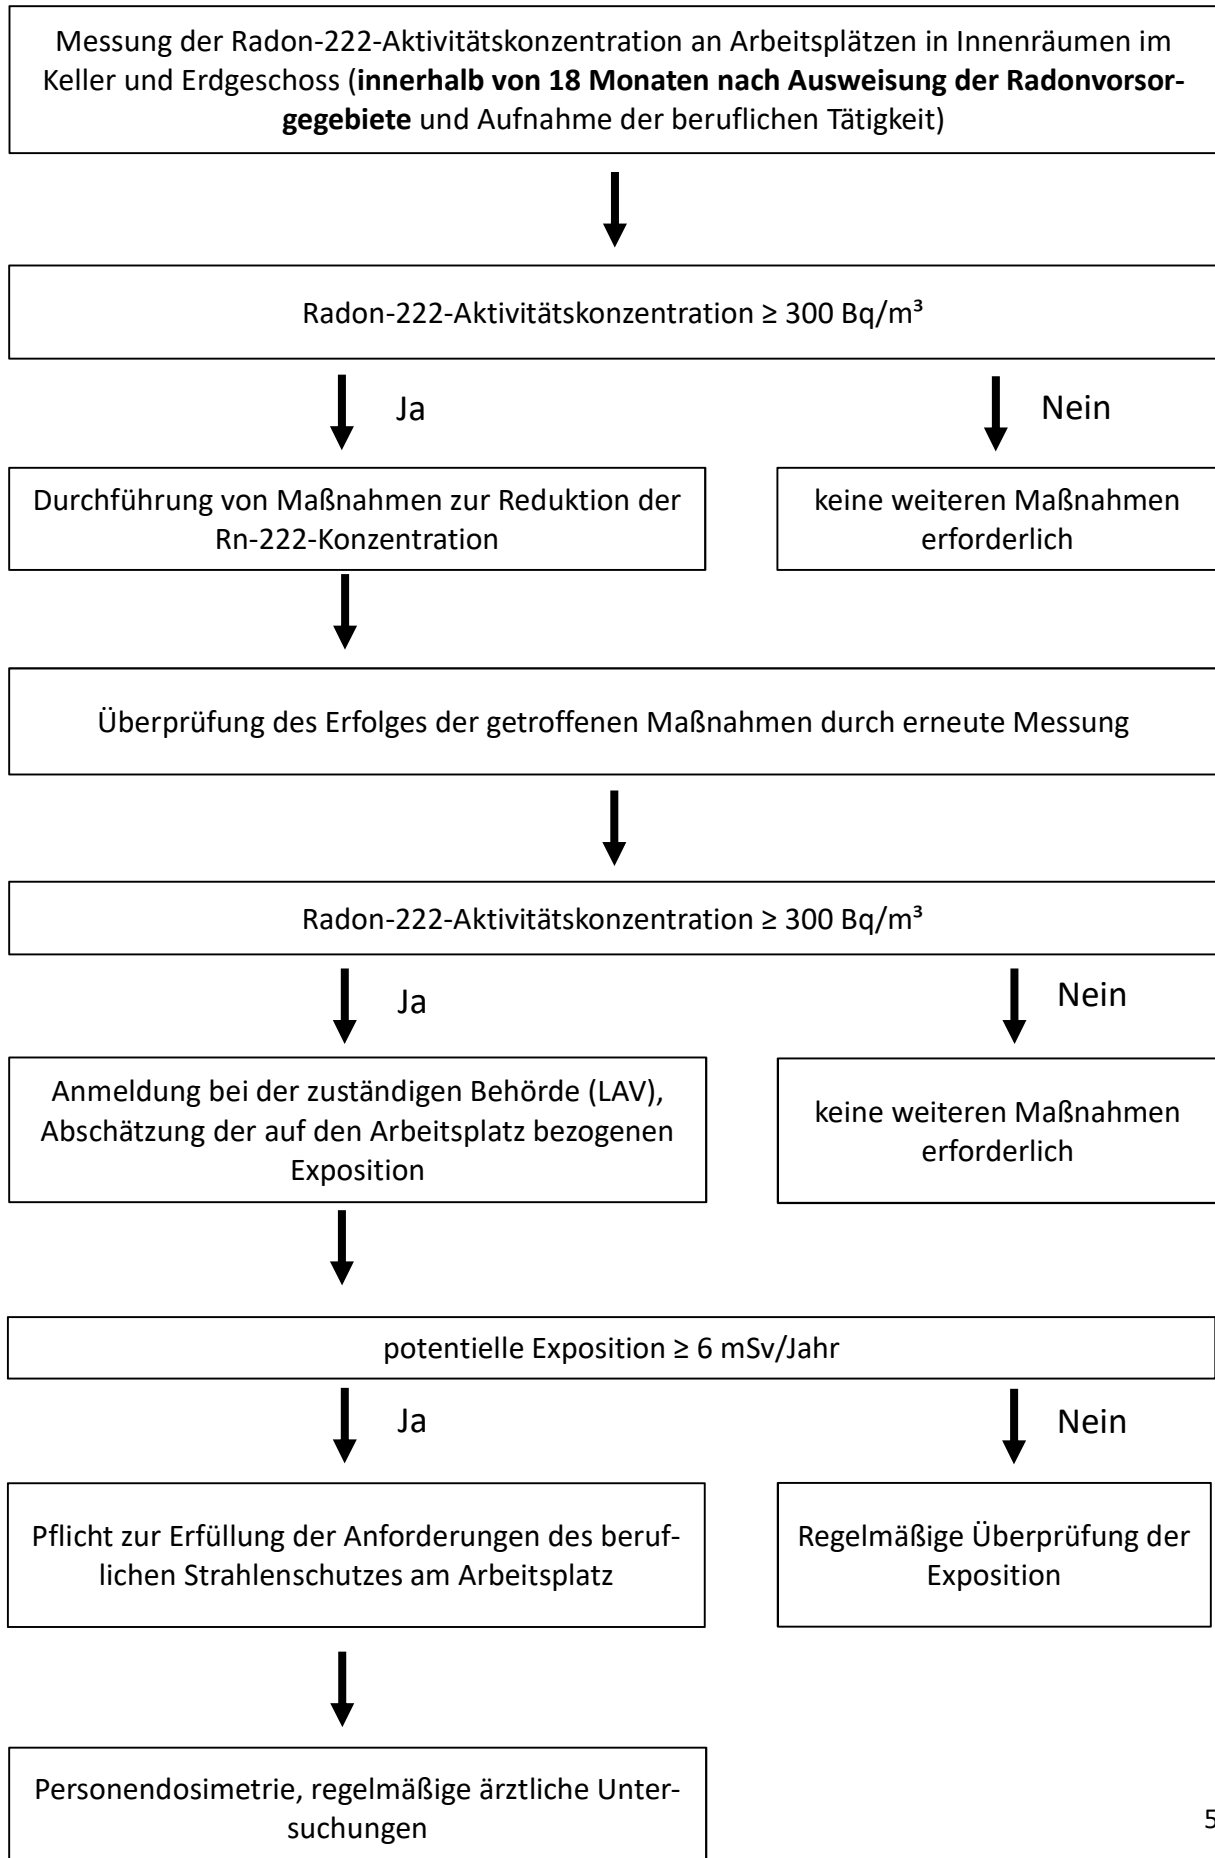 Messung der Radon-222-Aktivitätskonzentration an Arbeitsplätzen in Innenräumen im
Keller und Erdgeschoss (innerhalb von 18 Monaten nach Ausweisung der Radonvorsor-
gegebiete und Aufnahme der beruflichen Tätigkeit)
Radon-222-Aktivitätskonzentration ≥ 300 Bq/m³
Ja
Nein
Durchführung von Maßnahmen zur Reduktion der
Rn-222-Konzentration
keine weiteren Maßnahmen
erforderlich
Überprüfung des Erfolges der getroffenen Maßnahmen durch erneute Messung
Radon-222-Aktivitätskonzentration ≥ 300 Bq/m³
Ja
Nein
Anmeldung bei der zuständigen Behörde (LAV),
Abschätzung der auf den Arbeitsplatz bezogenen
Exposition
keine weiteren Maßnahmen
erforderlich
potentielle Exposition ≥ 6 mSv/Jahr
Ja
Nein
Pflicht zur Erfüllung der Anforderungen des beruf-
lichen Strahlenschutzes am Arbeitsplatz
Regelmäßige Überprüfung der
Exposition
Personendosimetrie, regelmäßige ärztliche Unter-
suchungen
5